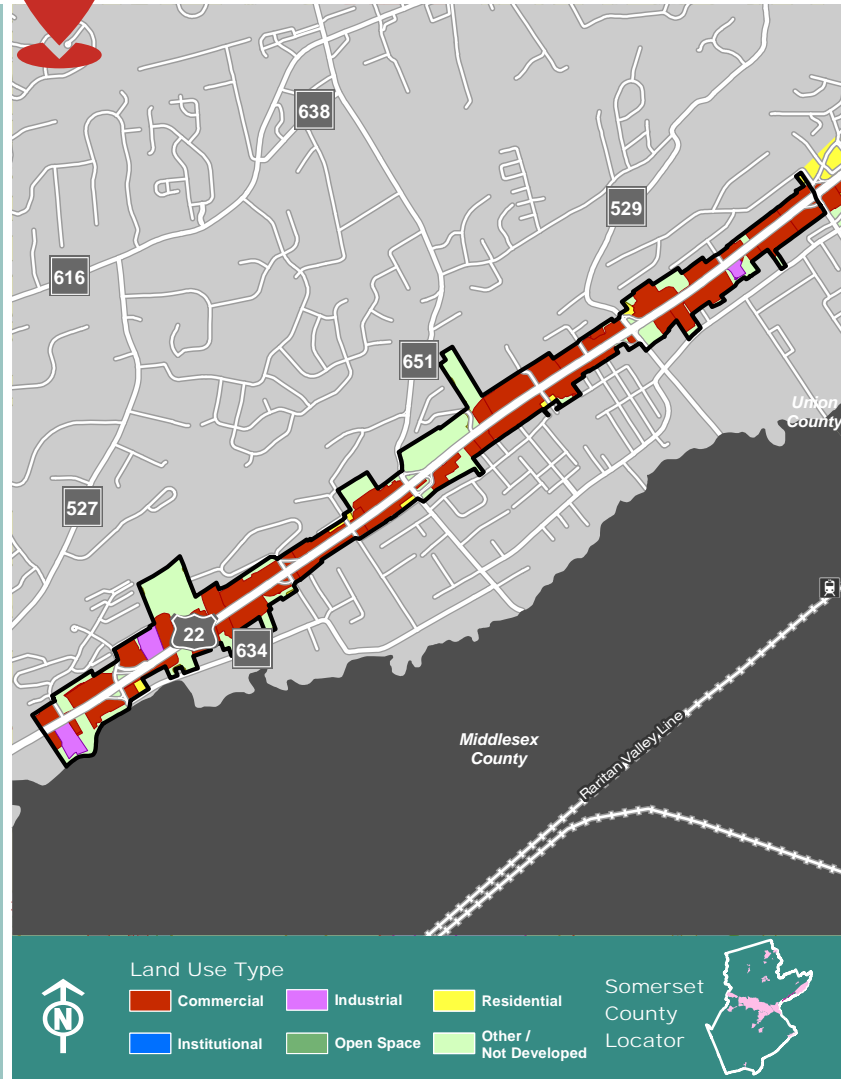 638
529
616
651
Union
County
527
22
634
Middlesex
County
Raritan Valley Line
N
Land Use Type
Commercial
Industrial
Residential
Institutional
Open Space
Other /
Not Developed
Somerset
County
Locator